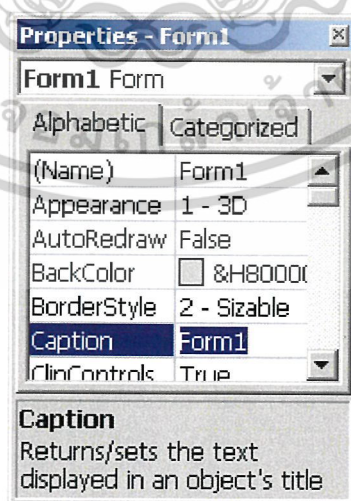 Properties - Form1
Form1 Form
Alphabetic Categorized
(Name) Form1
Appearance 1 - 3D
AutoRedraw False
BackColor &H80000
BorderStyle 2 - Sizable
Caption Form1
ClipControls True
Caption
Returns/sets the text
displayed in an object's title